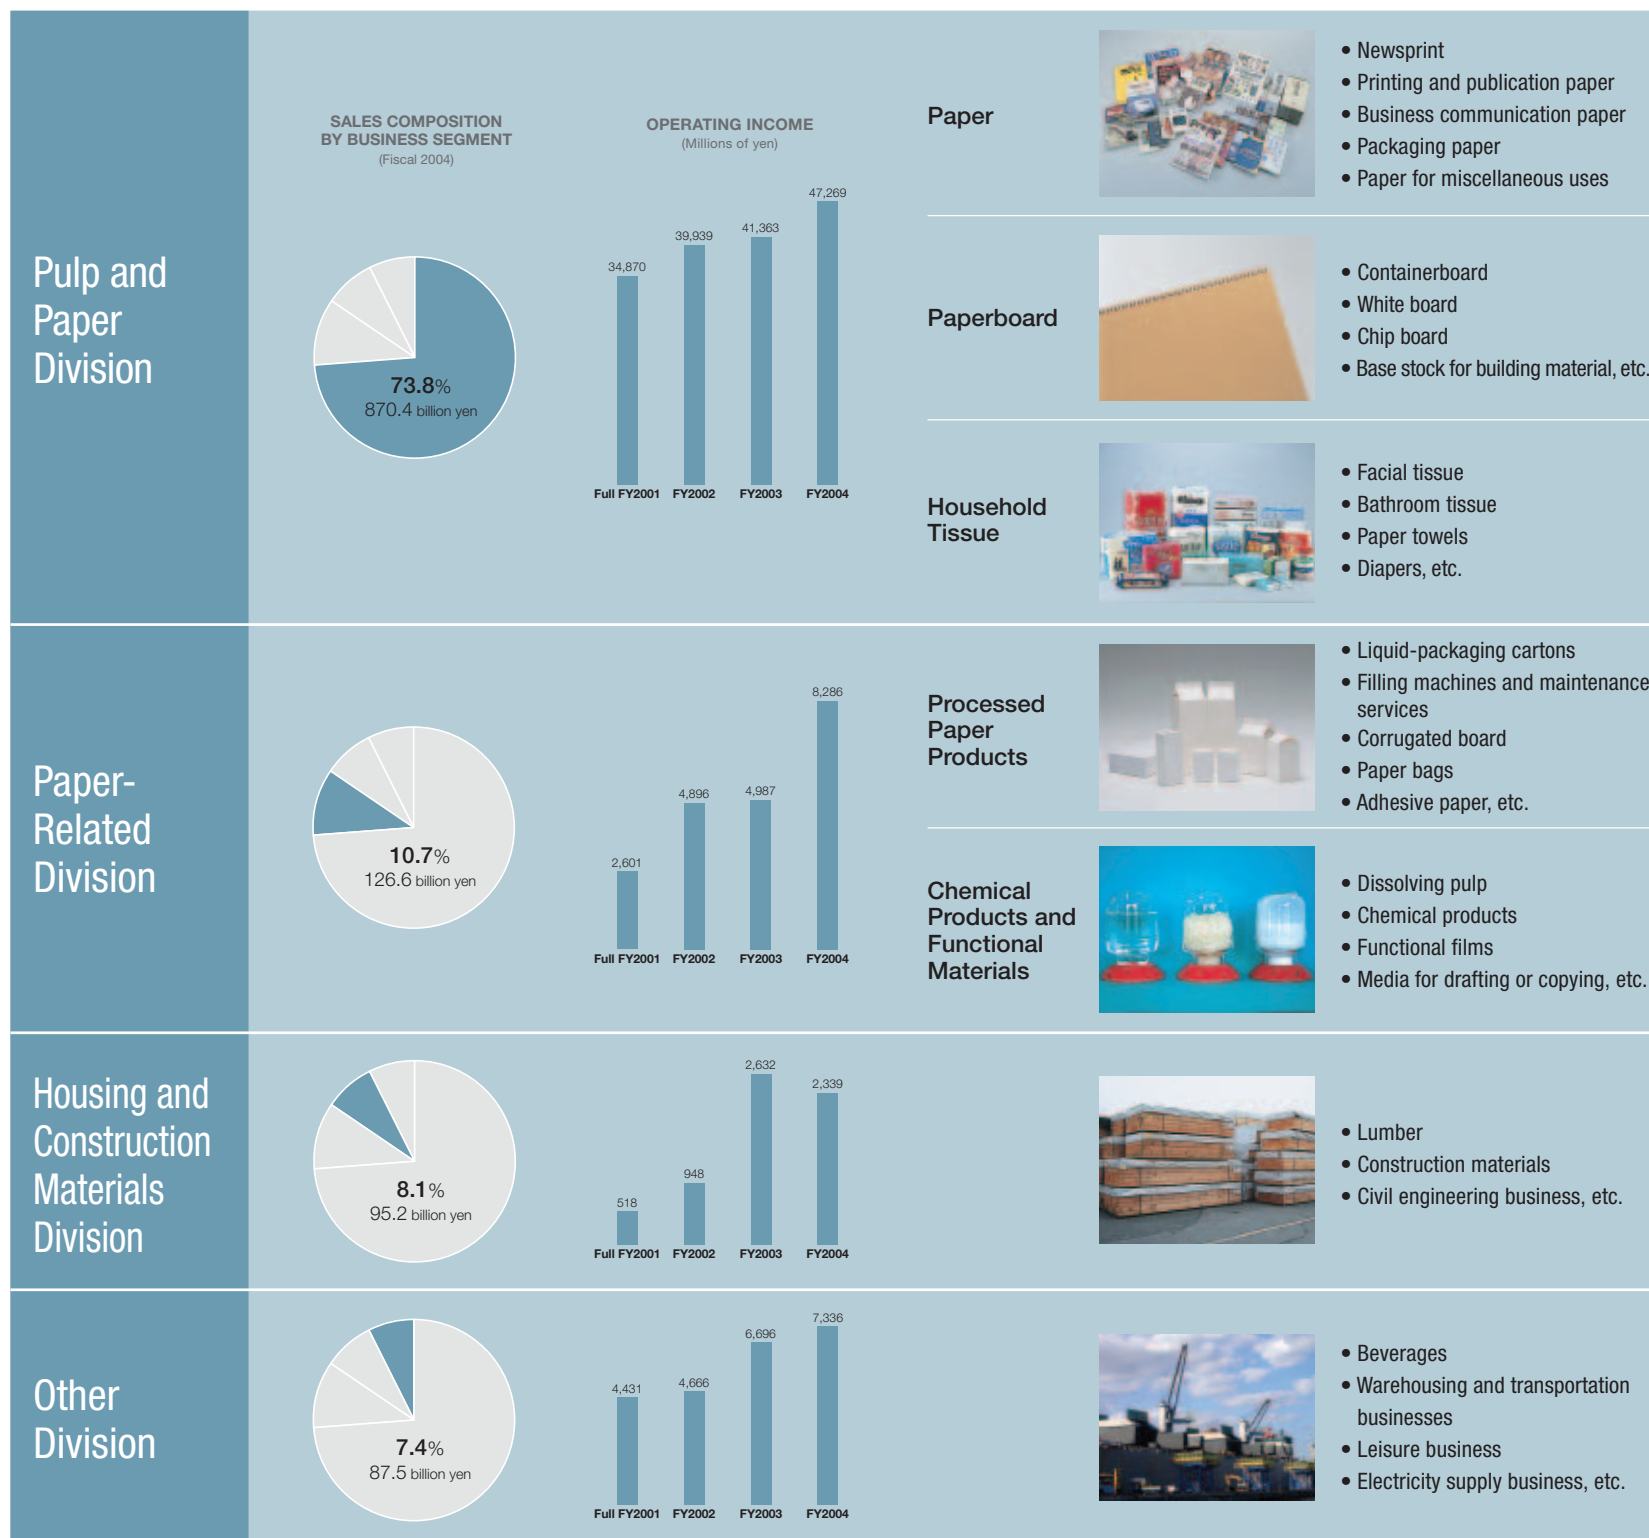 Pulp and
Paper
Division
SALES COMPOSITION
BY BUSINESS SEGMENT
(Fiscal 2004)
73.8%
870.4 billion yen
OPERATING INCOME
(Millions of yen)
34,870
39,939
41,363
47,269
Full FY2001 FY2002 FY2003 FY2004
Paper
• Newsprint
• Printing and publication paper
• Business communication paper
• Packaging paper
• Paper for miscellaneous uses
Paperboard
• Containerboard
• White board
• Chip board
• Base stock for building material, etc.
Household
Tissue
• Facial tissue
• Bathroom tissue
• Paper towels
• Diapers, etc.
Paper-
Related
Division
10.7%
126.6 billion yen
2,601
4,896
4,987
8,286
Full FY2001 FY2002 FY2003 FY2004
Processed
Paper
Products
• Liquid-packaging cartons
• Filling machines and maintenance
services
• Corrugated board
• Paper bags
• Adhesive paper, etc.
Chemical
Products and
Functional
Materials
• Dissolving pulp
• Chemical products
• Functional films
• Media for drafting or copying, etc.
Housing and
Construction
Materials
Division
8.1%
95.2 billion yen
518
948
2,632
2,339
Full FY2001 FY2002 FY2003 FY2004
• Lumber
• Construction materials
• Civil engineering business, etc.
Other
Division
7.4%
87.5 billion yen
4,431
4,666
6,696
7,336
Full FY2001 FY2002 FY2003 FY2004
• Beverages
• Warehousing and transportation
businesses
• Leisure business
• Electricity supply business, etc.